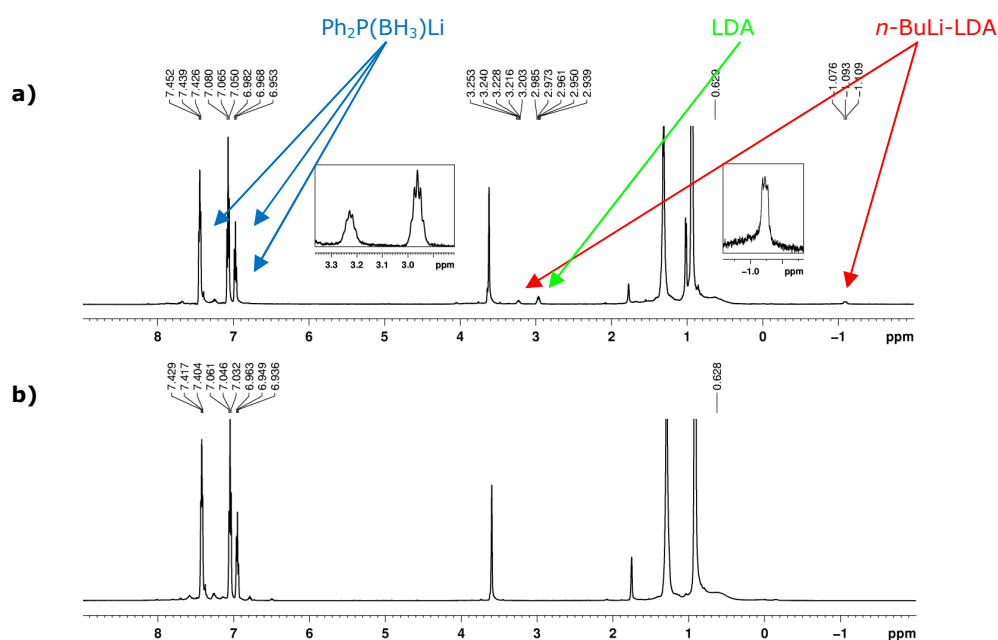 Ph₂P(BH₃)Li LDA n-BuLi-LDA
a)
7.452 7.439 7.426 7.080 7.065 7.050 6.982 6.968 6.953 3.253 3.240 3.228 3.216 3.203 2.985 2.973 2.961 2.950 2.939 0.629 −1.076 −1.093 −1.109
3.3 3.2 3.1 3.0 ppm −1.0 ppm
8 7 6 5 4 3 2 1 0 −1 ppm
b)
7.429 7.417 7.404 7.061 7.046 7.032 6.963 6.949 6.936 0.628
8 7 6 5 4 3 2 1 0 −1 ppm